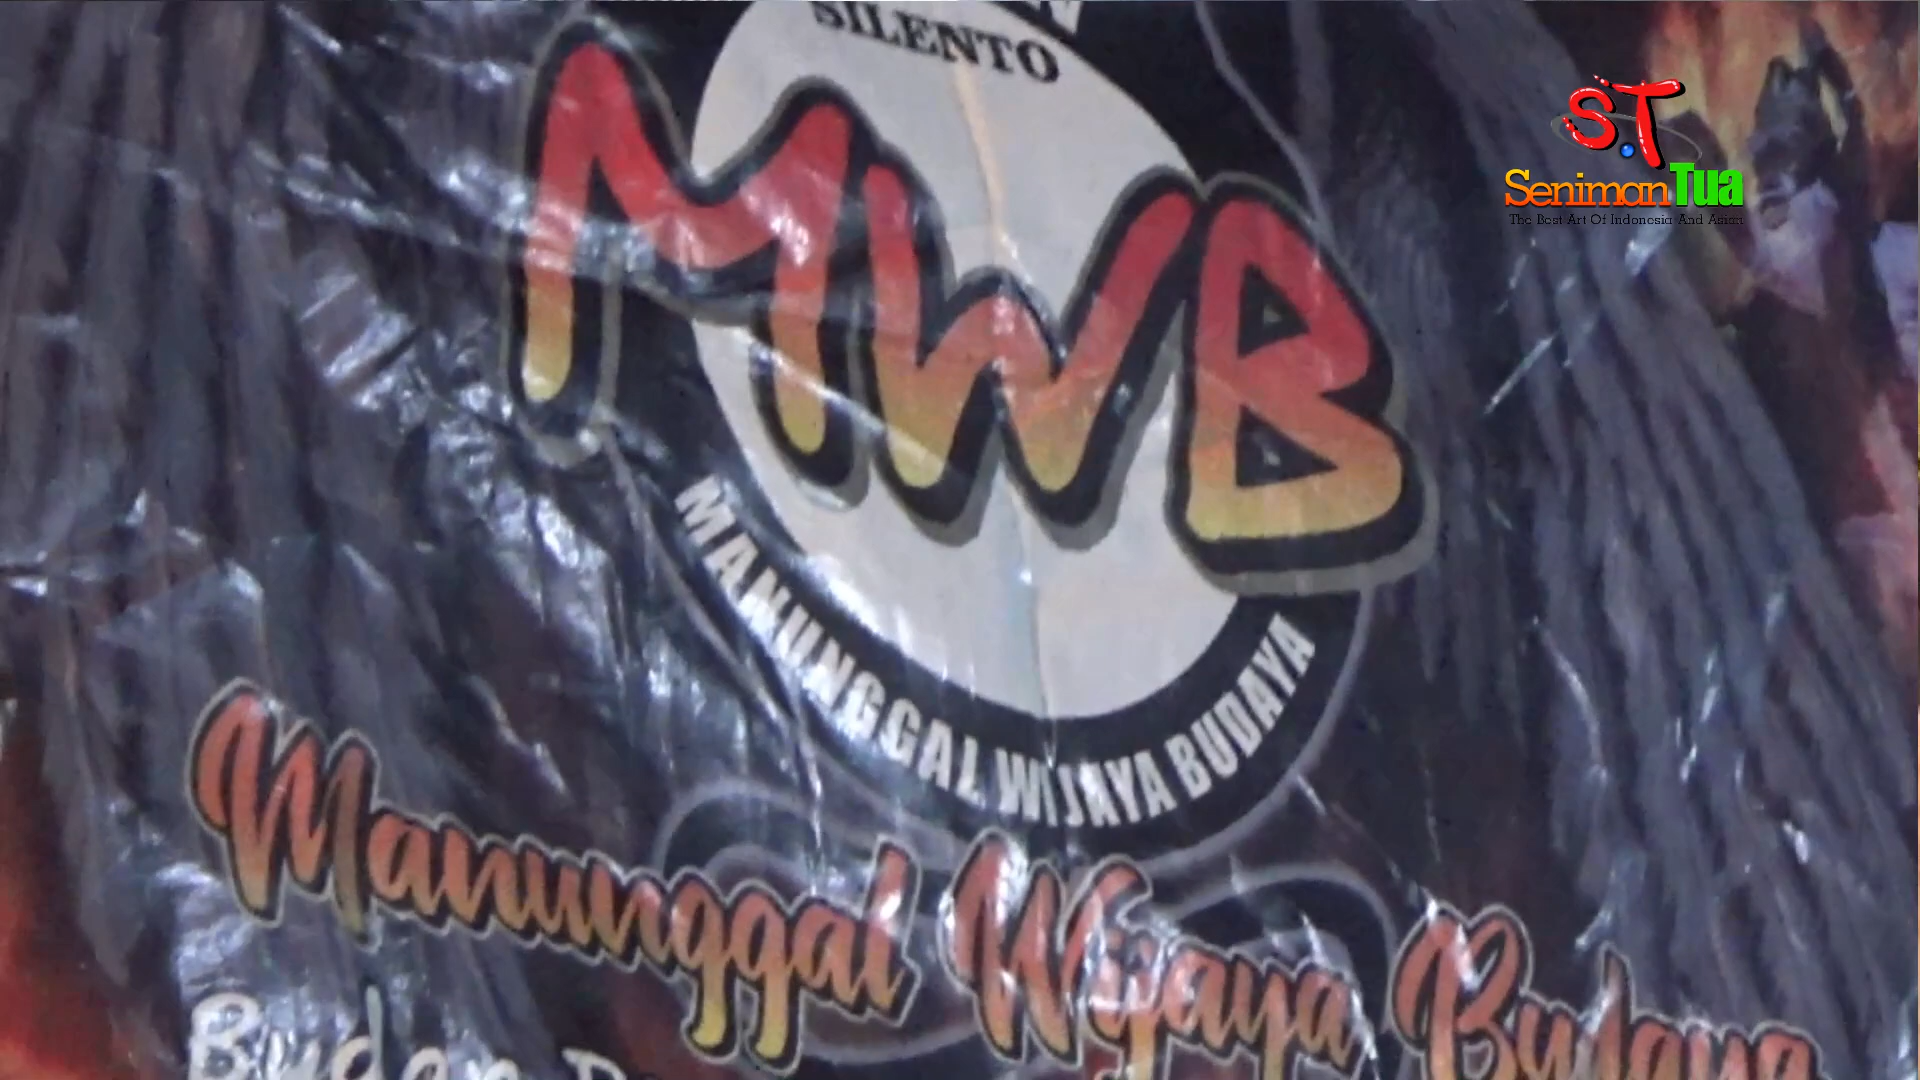 SILENTO
MWB
MANUNGGAL WIJAYA BUDAYA
S.T
SenimanTua
The Best Art Of Indonesia And Asian
Manunggal Wijaya Budaya